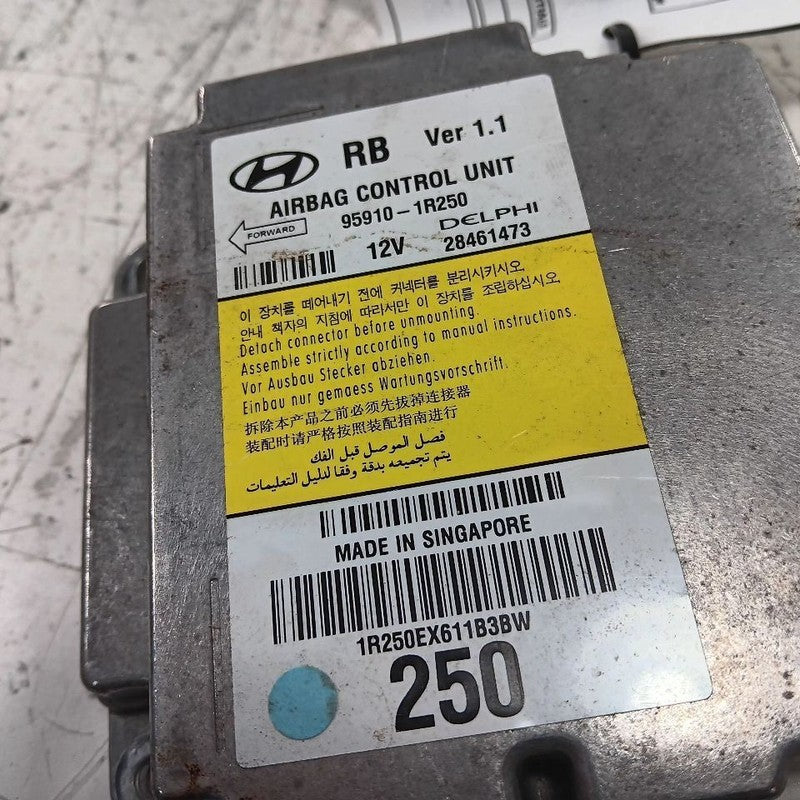 RB Ver 1.1
AIRBAG CONTROL UNIT
95910-1R250
FORWARD
DELPHI
12V 28461473
이 장치를 떼어내기 전에 커넥터를 분리시키시오.
안내 책자의 지침에 따라서만 이 장치를 조립하십시오.
Detach connector before unmounting.
Assemble strictly according to manual instructions.
Vor Ausbau Stecker abziehen.
Einbau nur gemaess Wartungsvorschrift.
拆除本产品之前必须先拔掉连接器
装配时请严格按照装配指南进行
فصل الموصل قبل الفك
يتم تجميعه بدقة وفقا لدليل التعليمات
MADE IN SINGAPORE
1R250EX611B3BW
250